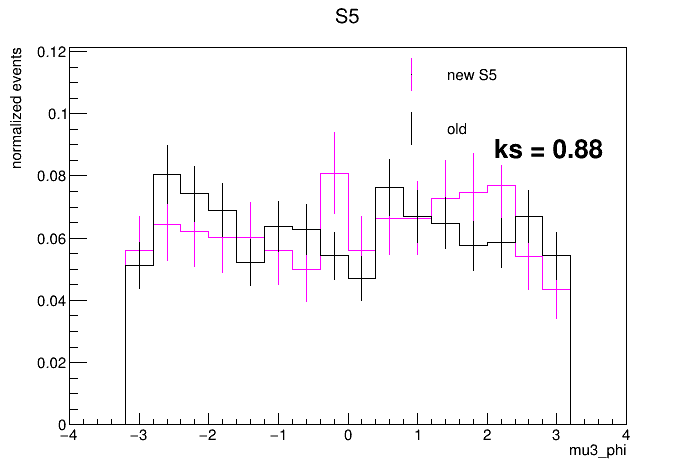 S5
normalized events
0.12
0.1
0.08
0.06
0.04
0.02
0
new S5
old
ks = 0.88
−4 −3 −2 −1 0 1 2 3 4
mu3_phi